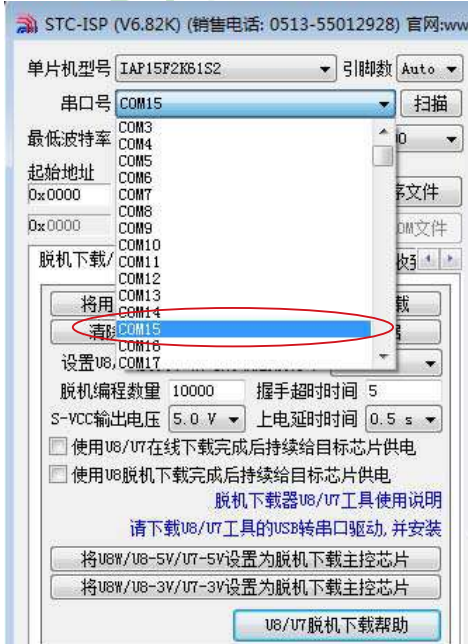 STC-ISP (V6.82K) (销售电话: 0513-55012928) 官网:ww
单片机型号 IAP15F2K61S2 引脚数 Auto
串口号 COM15 扫描
COM3
最低波特率 COM4
COM5
起始地址 COM6
0x0000 COM7 序文件
COM8
0x0000 COM9 OM文件
COM10
脱机下载/ COM11 收到
COM12
将用 COM13 载
COM14
清除 COM15
COM16
设置U8, COM17
脱机编程数量 10000 握手超时时间 5
S-VCC输出电压 5.0 V 上电延时时间 0.5 s
使用U8/U7在线下载完成后持续给目标芯片供电
使用U8脱机下载完成后持续给目标芯片供电
脱机下载器U8/U7工具使用说明
请下载U8/U7工具的USB转串口驱动,并安装
将U8W/U8-5V/U7-5V设置为脱机下载主控芯片
将U8W/U8-3V/U7-3V设置为脱机下载主控芯片
U8/U7脱机下载帮助